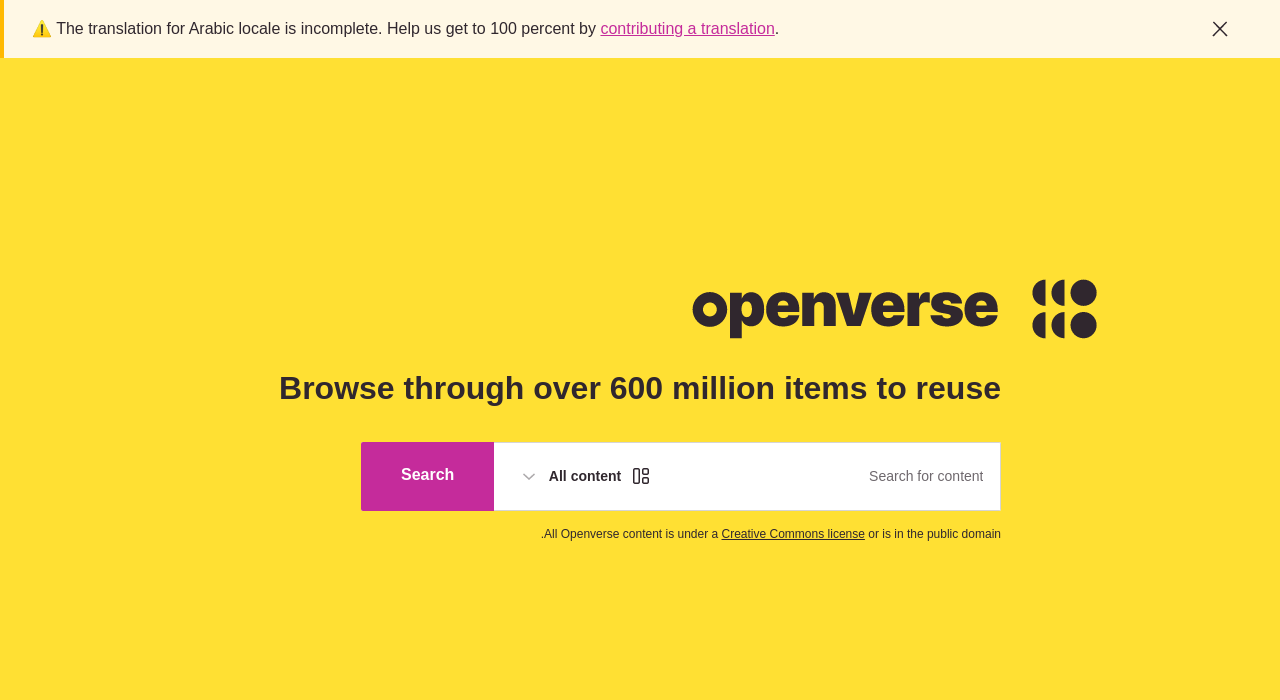 ⚠️ The translation for Arabic locale is incomplete. Help us get to 100 percent by contributing a translation.
openverse
Browse through over 600 million items to reuse
Search
All content
Search for content
.All Openverse content is under a Creative Commons license or is in the public domain